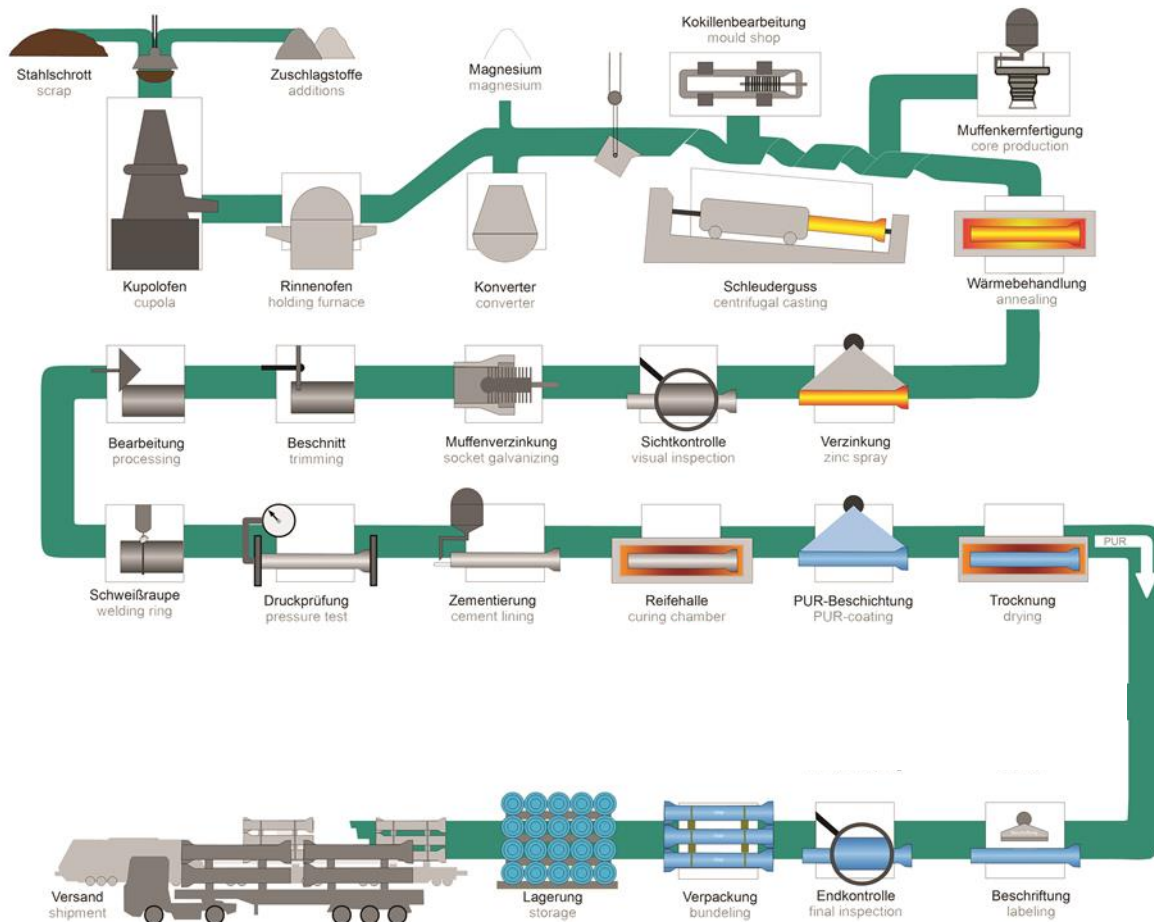 Stahlschrott
scrap
Zuschlagstoffe
additions
Magnesium
magnesium
Kokillenbearbeitung
mould shop
Muffenkernfertigung
core production
Kupolofen
cupola
Rinnenofen
holding furnace
Konverter
converter
Schleuderguss
centrifugal casting
Wärmebehandlung
annealing
Bearbeitung
processing
Beschnitt
trimming
Muffenverzinkung
socket galvanizing
Sichtkontrolle
visual inspection
Verzinkung
zinc spray
PUR
Schweißraupe
welding ring
Druckprüfung
pressure test
Zementierung
cement lining
Reifehalle
curing chamber
PUR-Beschichtung
PUR-coating
Trocknung
drying
Versand
shipment
Lagerung
storage
Verpackung
bundeling
Endkontrolle
final inspection
Beschriftung
labeling